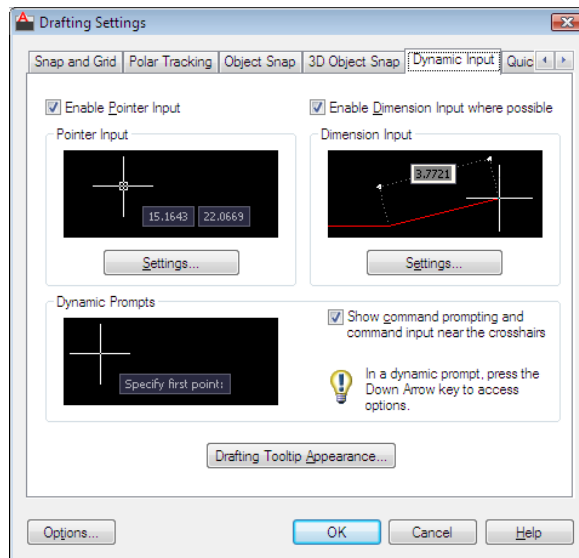 Drafting Settings
Snap and Grid Polar Tracking Object Snap 3D Object Snap Dynamic Input Quic
Enable Pointer Input Enable Dimension Input where possible
Pointer Input Dimension Input
15.1643 22.0669
3.7721
Settings... Settings...
Dynamic Prompts
Specify first point:
Show command prompting and
command input near the crosshairs
In a dynamic prompt, press the
Down Arrow key to access
options.
Drafting Tooltip Appearance...
Options... OK Cancel Help